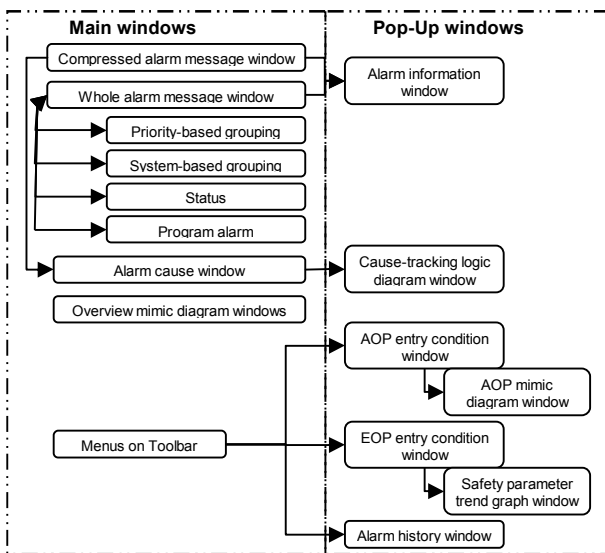 Main windows
Pop-Up windows
Compressed alarm message window
Alarm information
window
Whole alarm message window
Priority-based grouping
System-based grouping
Status
Program alarm
Alarm cause window
Cause-tracking logic
diagram window
Overview mimic diagram windows
AOP entry condition
window
AOP mimic
diagram window
Menus on Toolbar
EOP entry condition
window
Safety parameter
trend graph window
Alarm history window